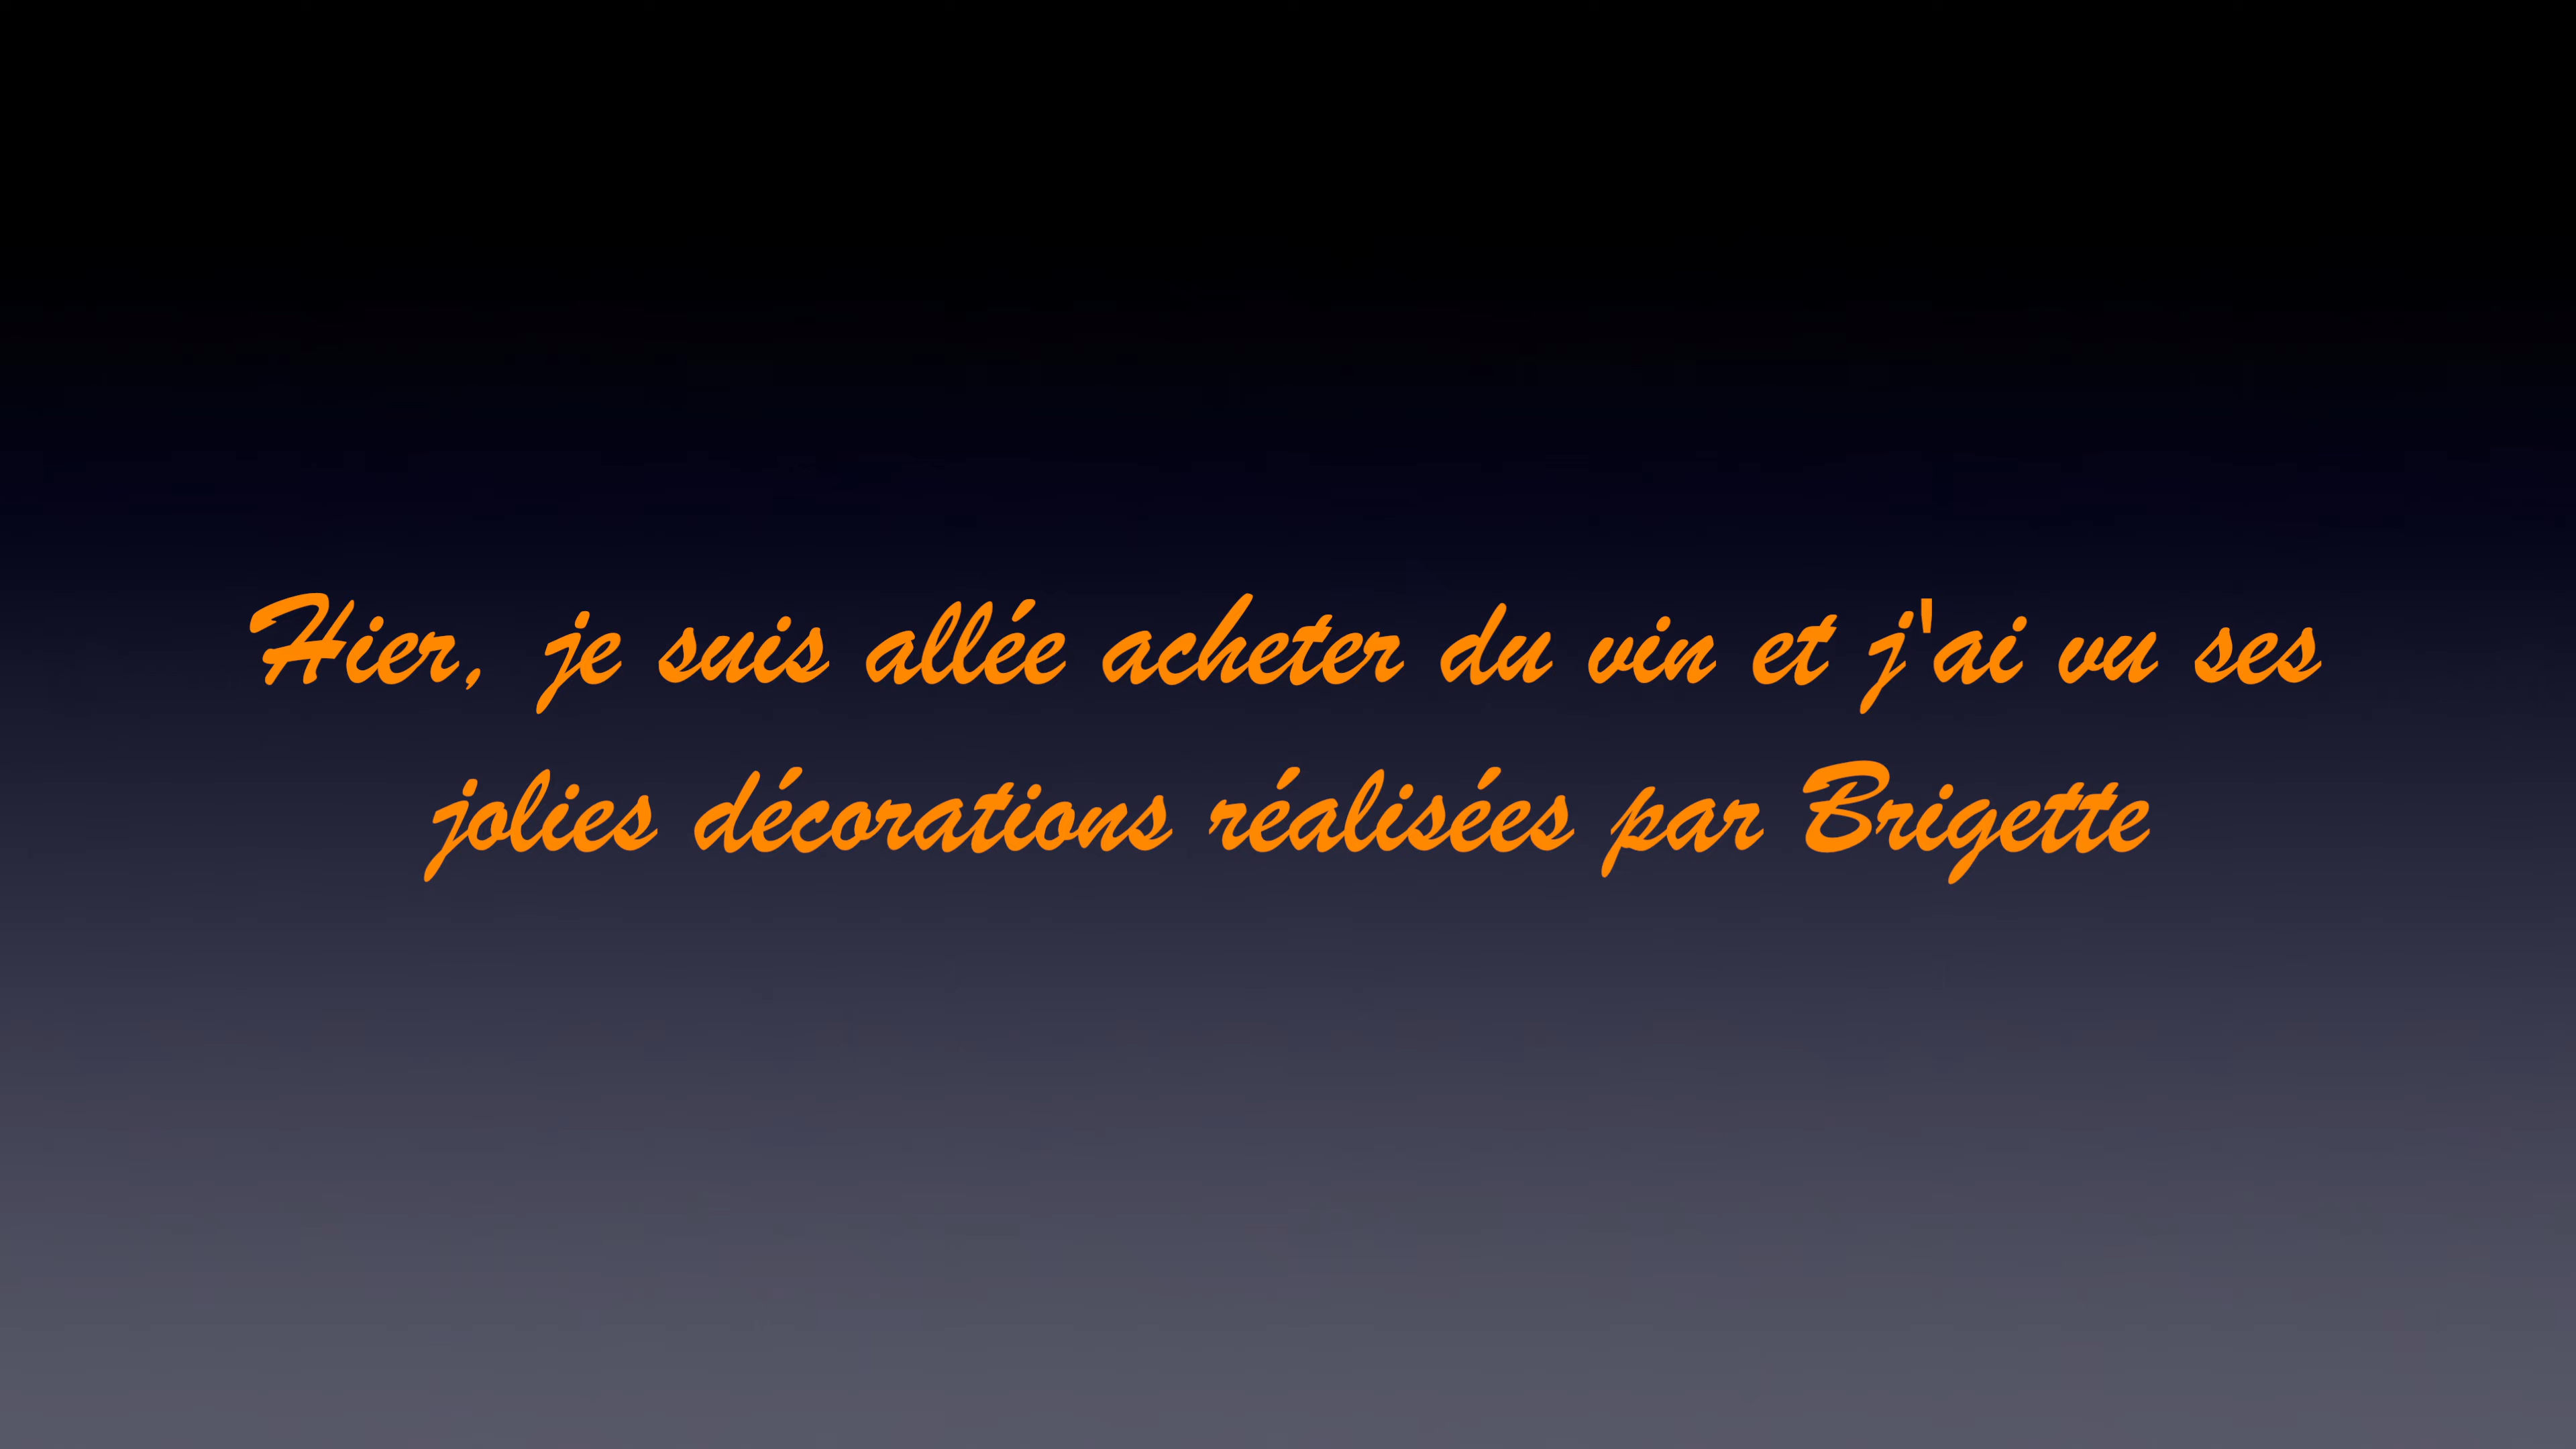 Hier, je suis allée acheter du vin et j'ai vu ses
jolies décorations réalisées par Brigette